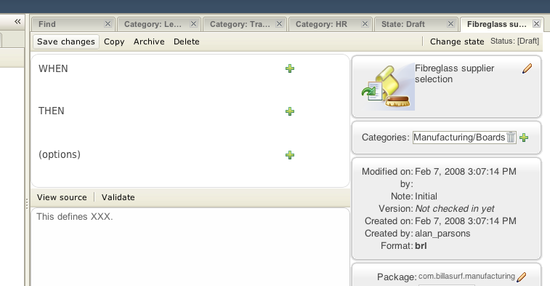 «
Find
Category: Le...
Category: Tra...
Category: HR
State: Draft
Fibreglass su...
Save changes Copy Archive Delete
Change state Status: [Draft]
WHEN
THEN
(options)
View source Validate
This defines XXX.
Fibreglass supplier
selection
Categories: Manufacturing/Boards
Modified on: Feb 7, 2008 3:07:14 PM
by:
Note: Initial
Version: Not checked in yet
Created on: Feb 7, 2008 3:07:14 PM
Created by: alan_parsons
Format: brl
Package: com.billasurf.manufacturing